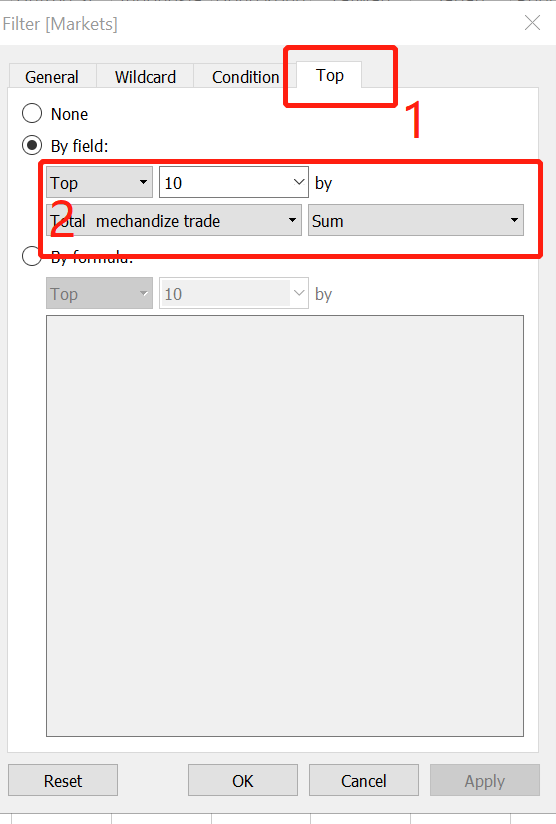 Filter [Markets]
General Wildcard Condition Top
1
None
By field:
Top 10 by
2
Total mechandize trade Sum
By formula:
Top 10 by
Reset OK Cancel Apply